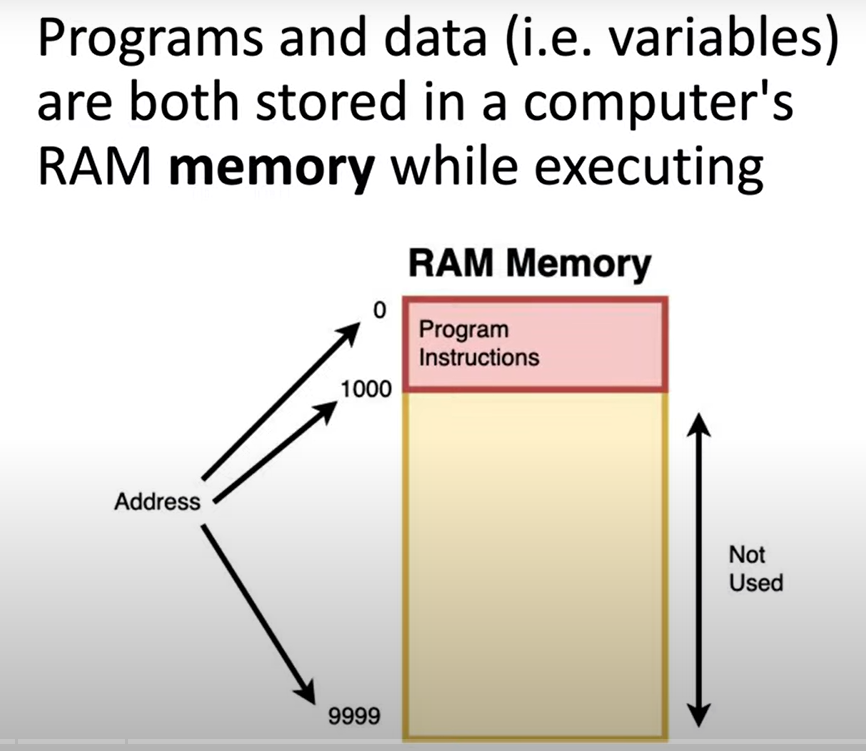 Programs and data (i.e. variables)
are both stored in a computer's
RAM memory while executing
RAM Memory
0
Program
Instructions
1000
Address
Not
Used
9999